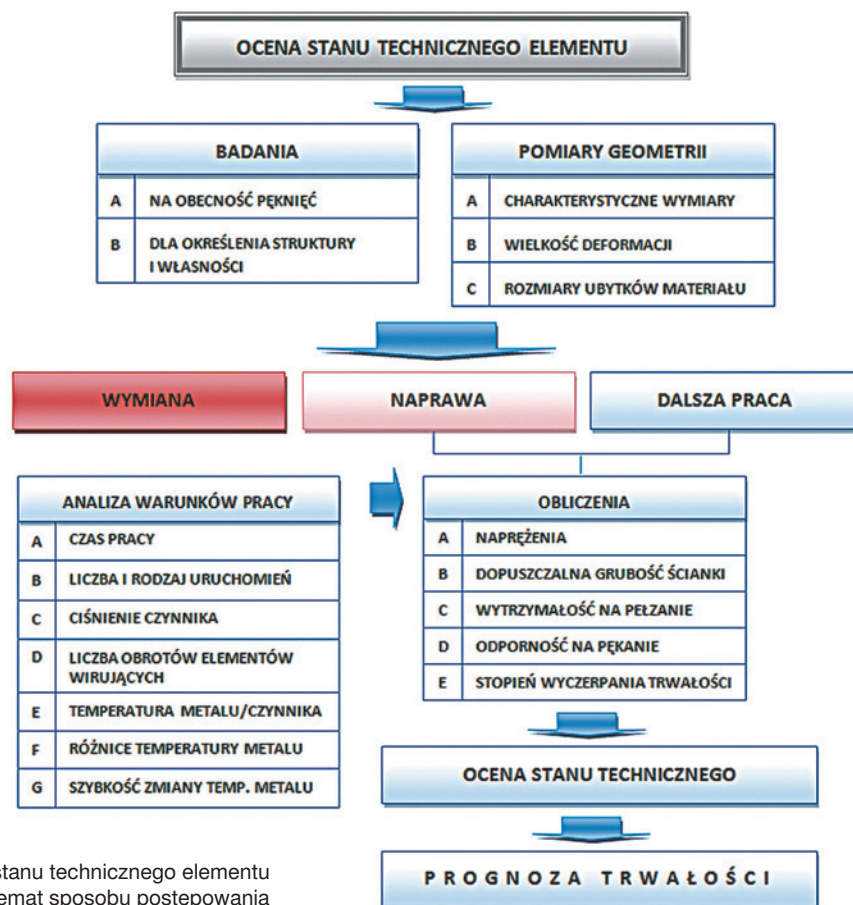 OCENA STANU TECHNICZNEGO ELEMENTU
BADANIA
A NA OBECNOŚĆ PĘKNIĘĆ
B DLA OKREŚLENIA STRUKTURY
I WŁASNOŚCI
POMIARY GEOMETRII
A CHARAKTERYSTYCZNE WYMIARY
B WIELKOŚĆ DEFORMACJI
C ROZMIARY UBYTKÓW MATERIAŁU
WYMIANA
NAPRAWA
DALSZA PRACA
ANALIZA WARUNKÓW PRACY
A CZAS PRACY
B LICZBA I RODZAJ URUCHOMIEŃ
C CIŚNIENIE CZYNNIKA
D LICZBA OBROTÓW ELEMENTÓW
WIRUJĄCYCH
E TEMPERATURA METALU/CZYNNIKA
F RÓŻNICE TEMPERATURY METALU
G SZYBKOŚĆ ZMIANY TEMP. METALU
OBLICZENIA
A NAPRĘŻENIA
B DOPUSZCZALNA GRUBOŚĆ ŚCIANKI
C WYTRZYMAŁOŚĆ NA PEŁZANIE
D ODPORNOŚĆ NA PĘKANIE
E STOPIEŃ WYCZERPANIA TRWAŁOŚCI
OCENA STANU TECHNICZNEGO
PROGNOZA TRWAŁOŚCI
stanu technicznego elementu
emat sposobu postępowania